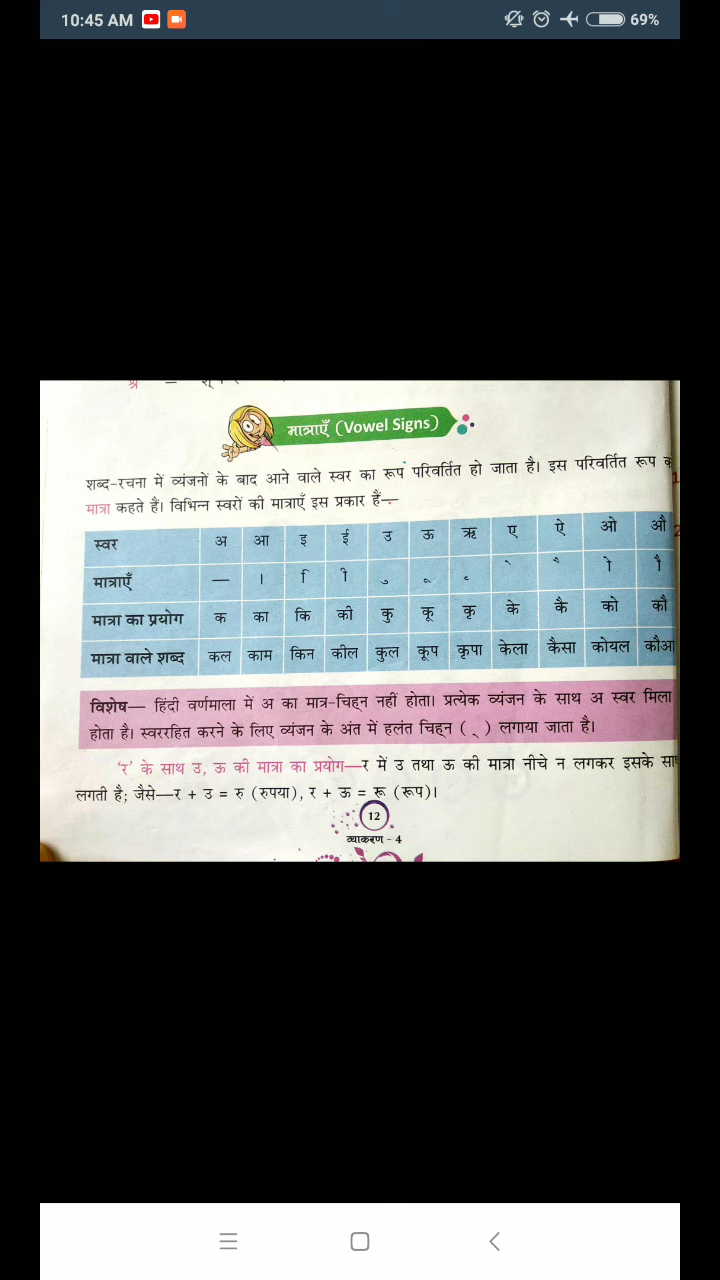 10:45 AM 69%
मात्राएँ (Vowel Signs)
शब्द-रचना में व्यंजनों के बाद आने वाले स्वर का रूप परिवर्तित हो जाता है। इस परिवर्तित रूप
मात्रा कहते हैं। विभिन्न स्वरों की मात्राएँ इस प्रकार हैं—
स्वर अ आ इ ई उ ऊ ऋ ए ऐ ओ औ
मात्राएँ — ा ि ी ु ू ृ े ै ो ौ
मात्रा का प्रयोग क का कि की कु कू कृ के कै को कौ
मात्रा वाले शब्द कल काम किन कील कुल कूप कृपा केला कैसा कोयल कौआ
विशेष— हिंदी वर्णमाला में अ का मात्र-चिह्न नहीं होता। प्रत्येक व्यंजन के साथ अ स्वर मिला
होता है। स्वररहित करने के लिए व्यंजन के अंत में हलंत चिह्न ( ् ) लगाया जाता है।
'र' के साथ उ, ऊ की मात्रा का प्रयोग—र में उ तथा ऊ की मात्रा नीचे न लगकर इसके
लगती है; जैसे—र + उ = रु (रुपया), र + ऊ = रू (रूप)।
12
व्याकरण - 4